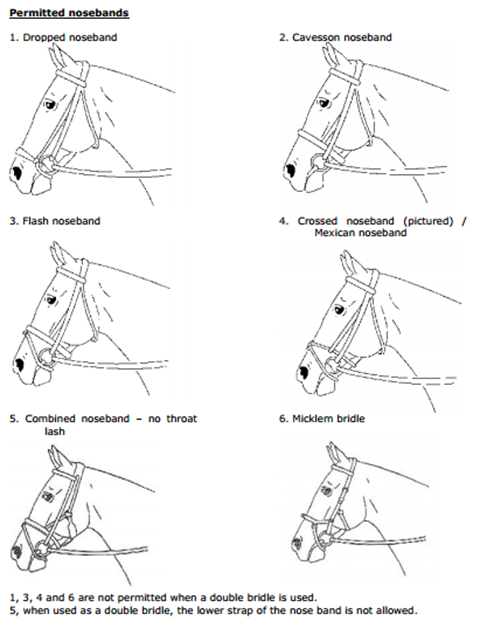 Permitted nosebands
1. Dropped noseband
2. Cavesson noseband
3. Flash noseband
4. Crossed noseband (pictured) /
Mexican noseband
5. Combined noseband – no throat
lash
6. Micklem bridle
1, 3, 4 and 6 are not permitted when a double bridle is used.
5, when used as a double bridle, the lower strap of the nose band is not allowed.